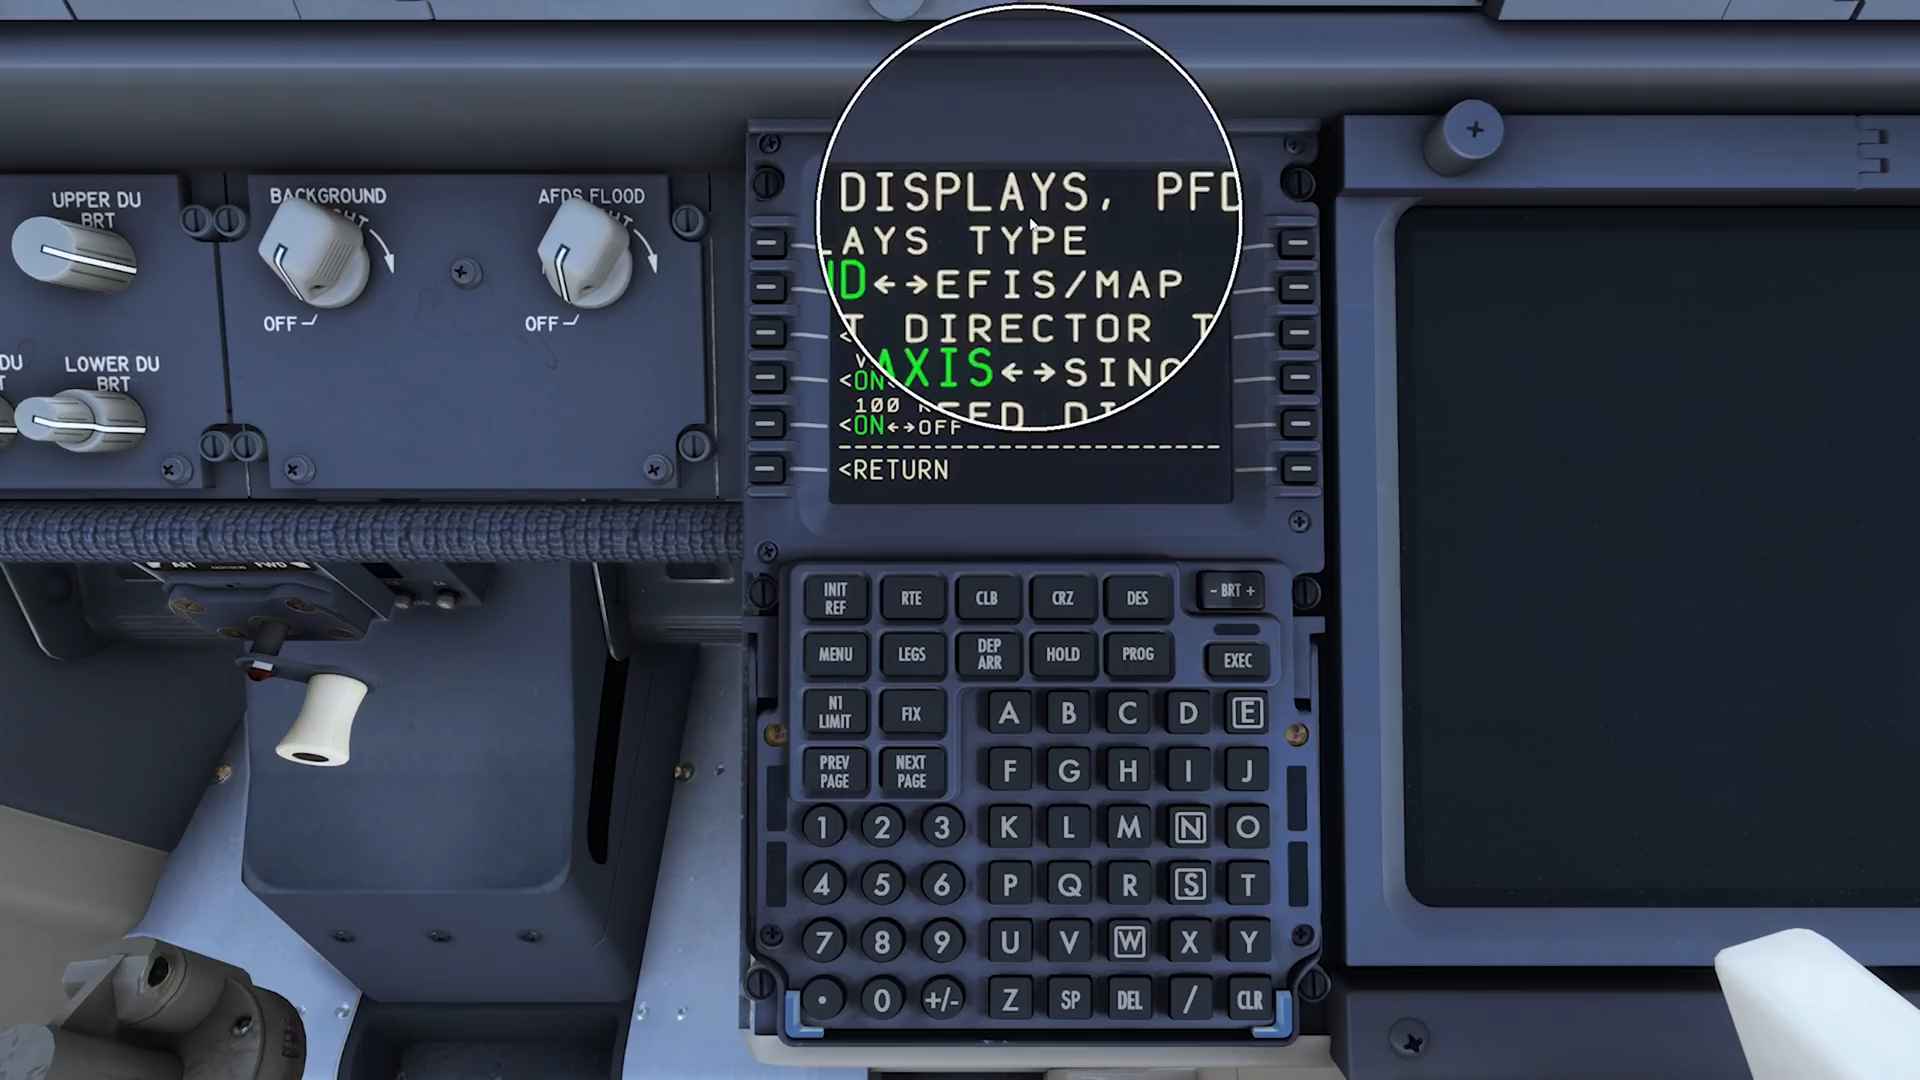 UPPER DU
BRT
BACKGROUND
OFF
AFDS FLOOD
OFF
DU
LOWER DU
BRT
DISPLAYS, PFD
LAYS TYPE
↔EFIS/MAP
DIRECTOR
AXIS↔SING
<ON
100
<ON↔OFF
<RETURN
AFT
FWD
INIT REF
RTE
CLB
CRZ
DES
- BRT +
MENU
LEGS
DEP ARR
HOLD
PROG
EXEC
N1 LIMIT
FIX
A B C D E
PREV PAGE
NEXT PAGE
F G H I J
1 2 3 K L M N O
4 5 6 P Q R S T
7 8 9 U V W X Y
. 0 +/- Z SP DEL / CLR